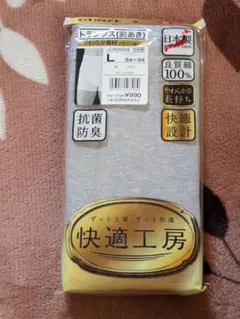 GUNZE
トランクス(前あき)
やわらか素材
L
84~94
¥990
日本製
良質綿
100%
やわらかさ
長持ち
抗菌
防臭
快適
設計
ずっと上質、ずっと快適
快適工房